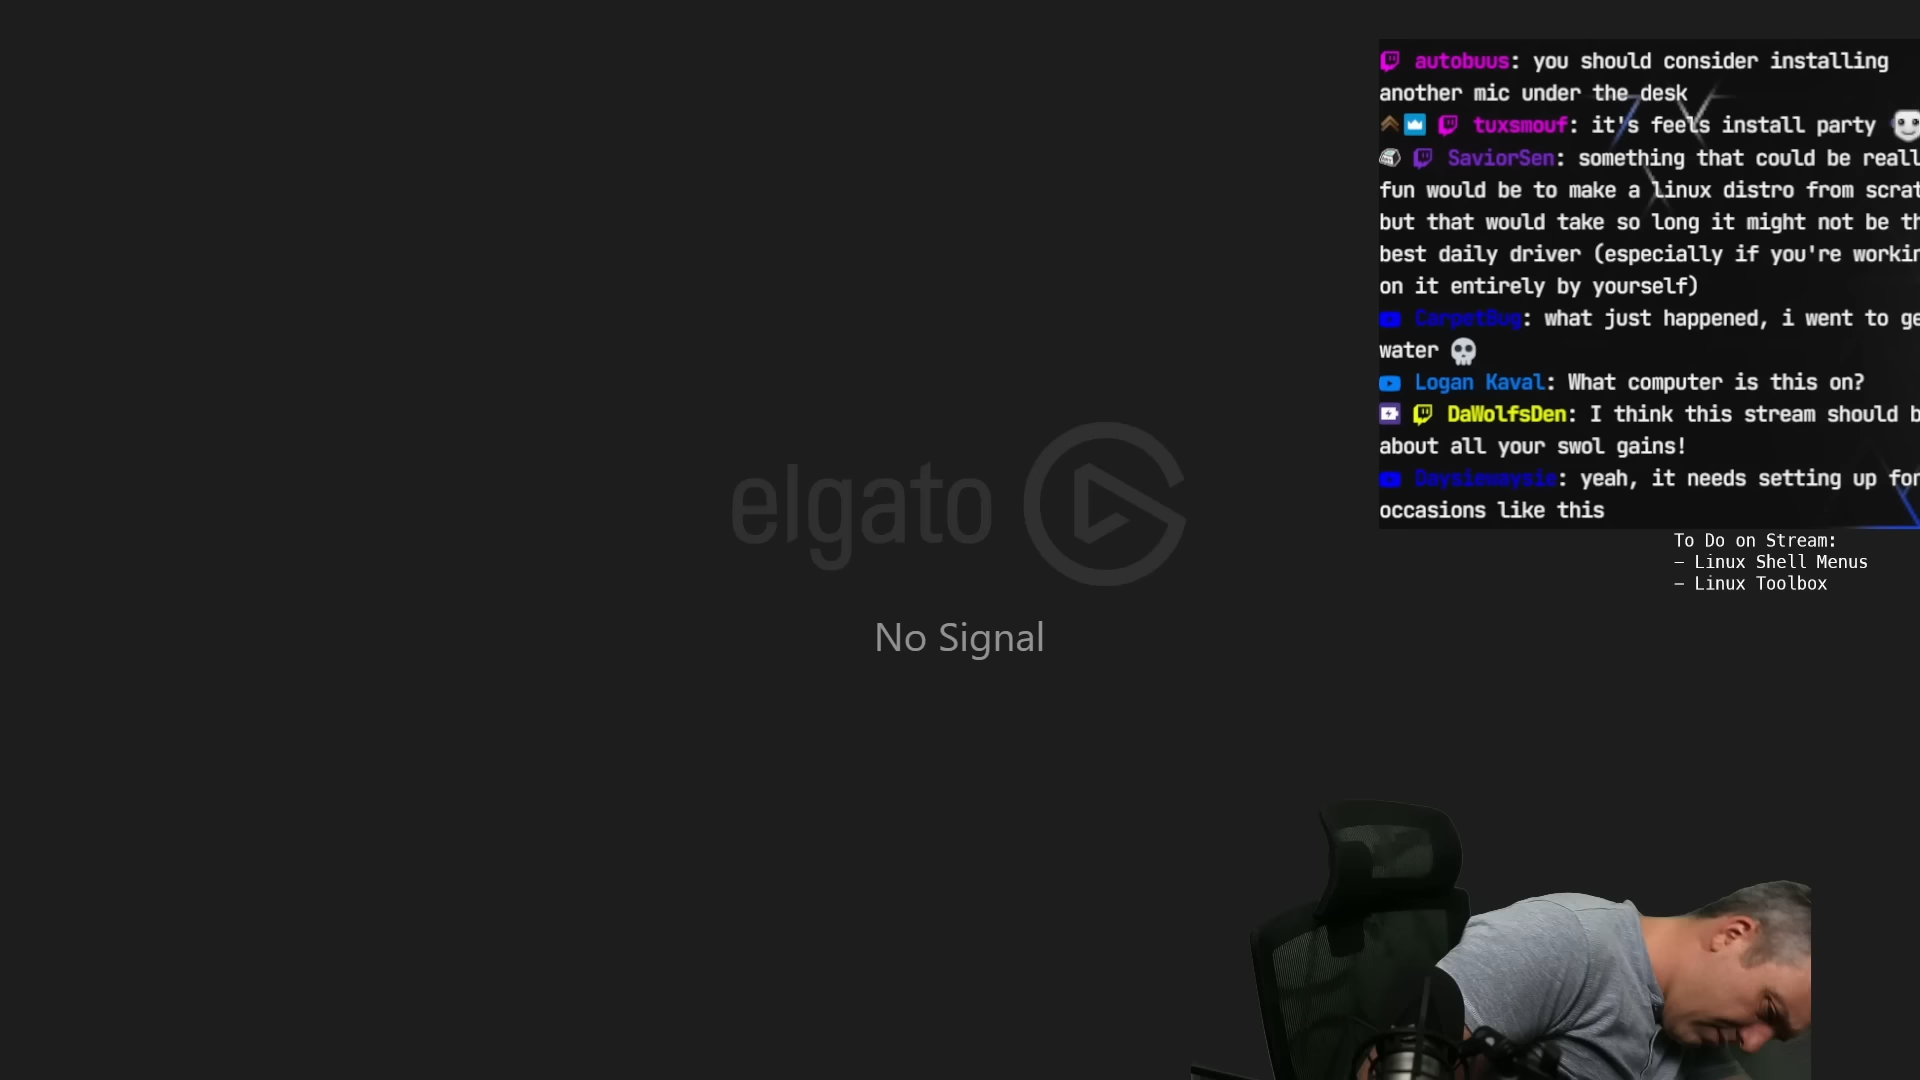 autobuus: you should consider installing
another mic under the desk
tuxsmouf: it's feels install party
SaviorSen: something that could be reall
fun would be to make a linux distro from scrat
but that would take so long it might not be th
best daily driver (especially if you're workin
on it entirely by yourself)
CarpetBug: what just happened, i went to ge
water
Logan Kaval: What computer is this on?
DaWolfsDen: I think this stream should b
about all your swol gains!
Daysiemaysie: yeah, it needs setting up for
occasions like this
To Do on Stream:
- Linux Shell Menus
- Linux Toolbox
elgato
No Signal